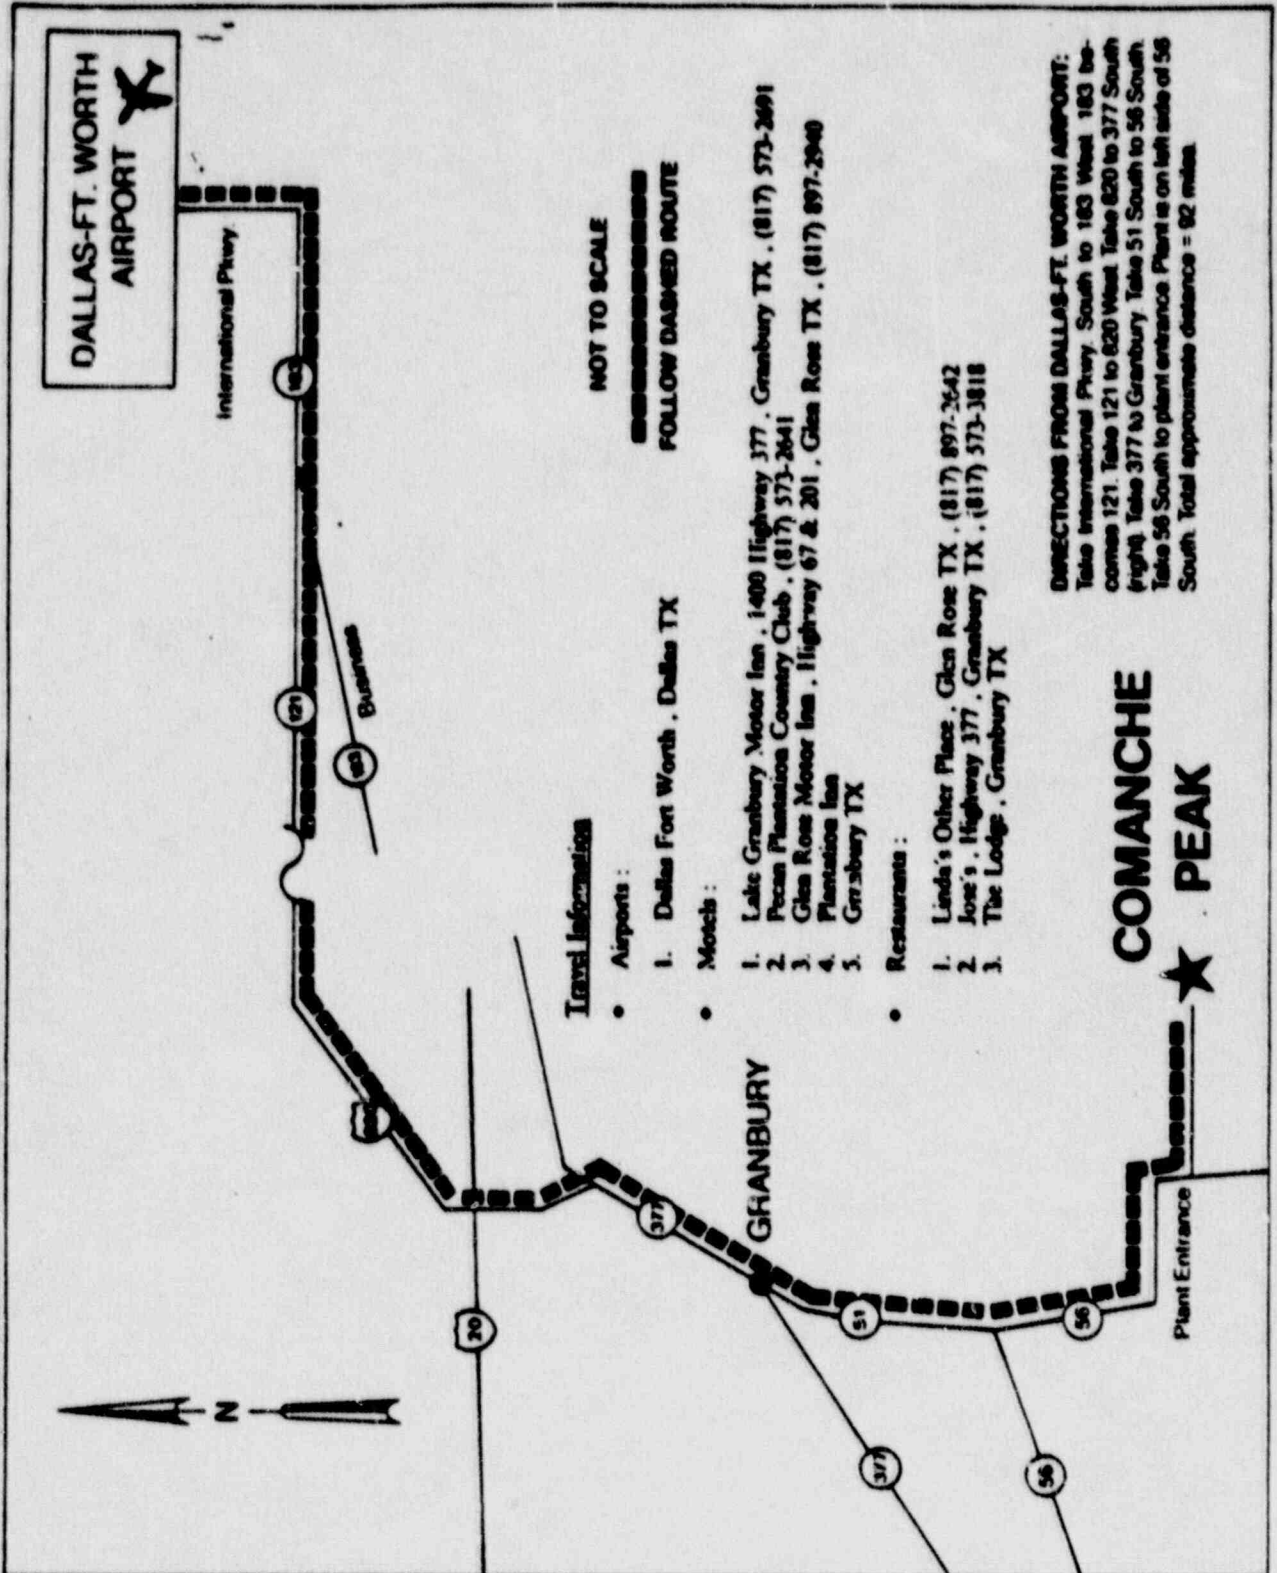 DALLAS-FT. WORTH
AIRPORT
International Pkwy.
183
121
183
Business
820
20
N
377
GRANBURY
51
56
377
56
Plant Entrance
NOT TO SCALE
FOLLOW DASHED ROUTE
Travel Information
• Airports :
1. Dallas Fort Worth , Dallas TX
• Motels :
1. Lake Granbury Motor Inn , 1400 Highway 377 , Granbury TX , (817) 573-2691
2. Pecan Plantation Country Club , (817) 573-2641
3. Glen Rose Motor Inn , Highway 67 & 201 , Glen Rose TX , (817) 897-2940
4. Plantation Inn
5. Granbury TX
• Restaurants :
1. Linda's Other Place , Glen Rose TX , (817) 897-2642
2. Jose's , Highway 377 , Granbury TX , (817) 573-3818
3. The Lodge , Granbury TX
DIRECTIONS FROM DALLAS-FT. WORTH AIRPORT:
Take International Pkwy. South to 183 West. 183 be-
comes 121. Take 121 to 820 West. Take 820 to 377 South
(right). Take 377 to Granbury. Take 51 South to 56 South.
Take 56 South to plant entrance. Plant is on left side of 56
South. Total approximate distance = 92 miles.
COMANCHE
PEAK